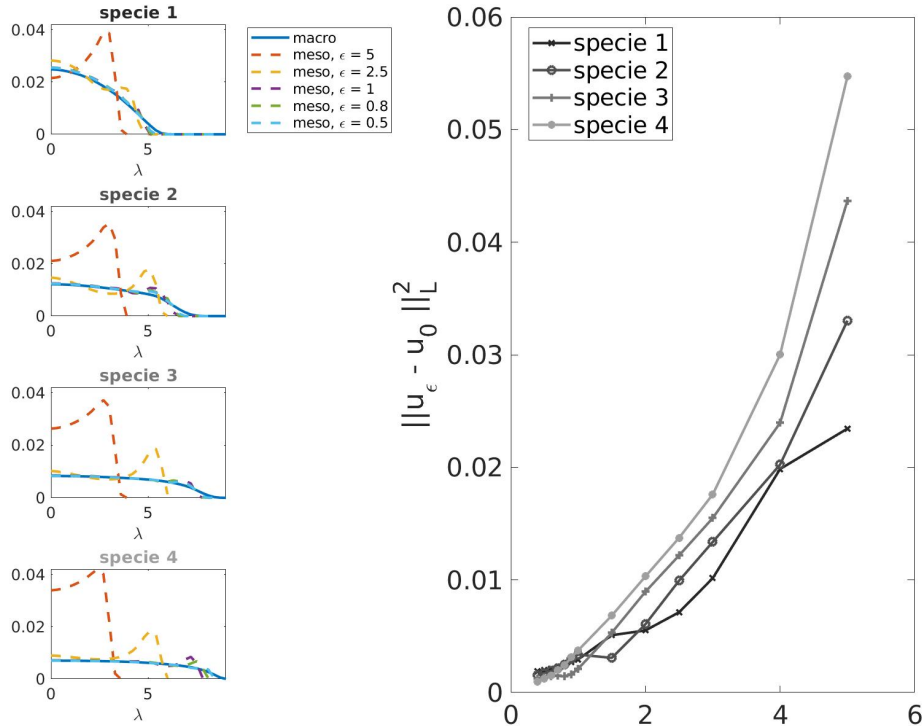 specie 1
0.04
0.02
0
0
5
λ
macro
meso, ϵ = 5
meso, ϵ = 2.5
meso, ϵ = 1
meso, ϵ = 0.8
meso, ϵ = 0.5
specie 2
0.04
0.02
0
0
5
λ
specie 3
0.04
0.02
0
0
5
λ
specie 4
0.04
0.02
0
0
5
λ
||u_ϵ - u_0 ||_L^2
0.06
0.05
0.04
0.03
0.02
0.01
0
2
4
6
specie 1
specie 2
specie 3
specie 4